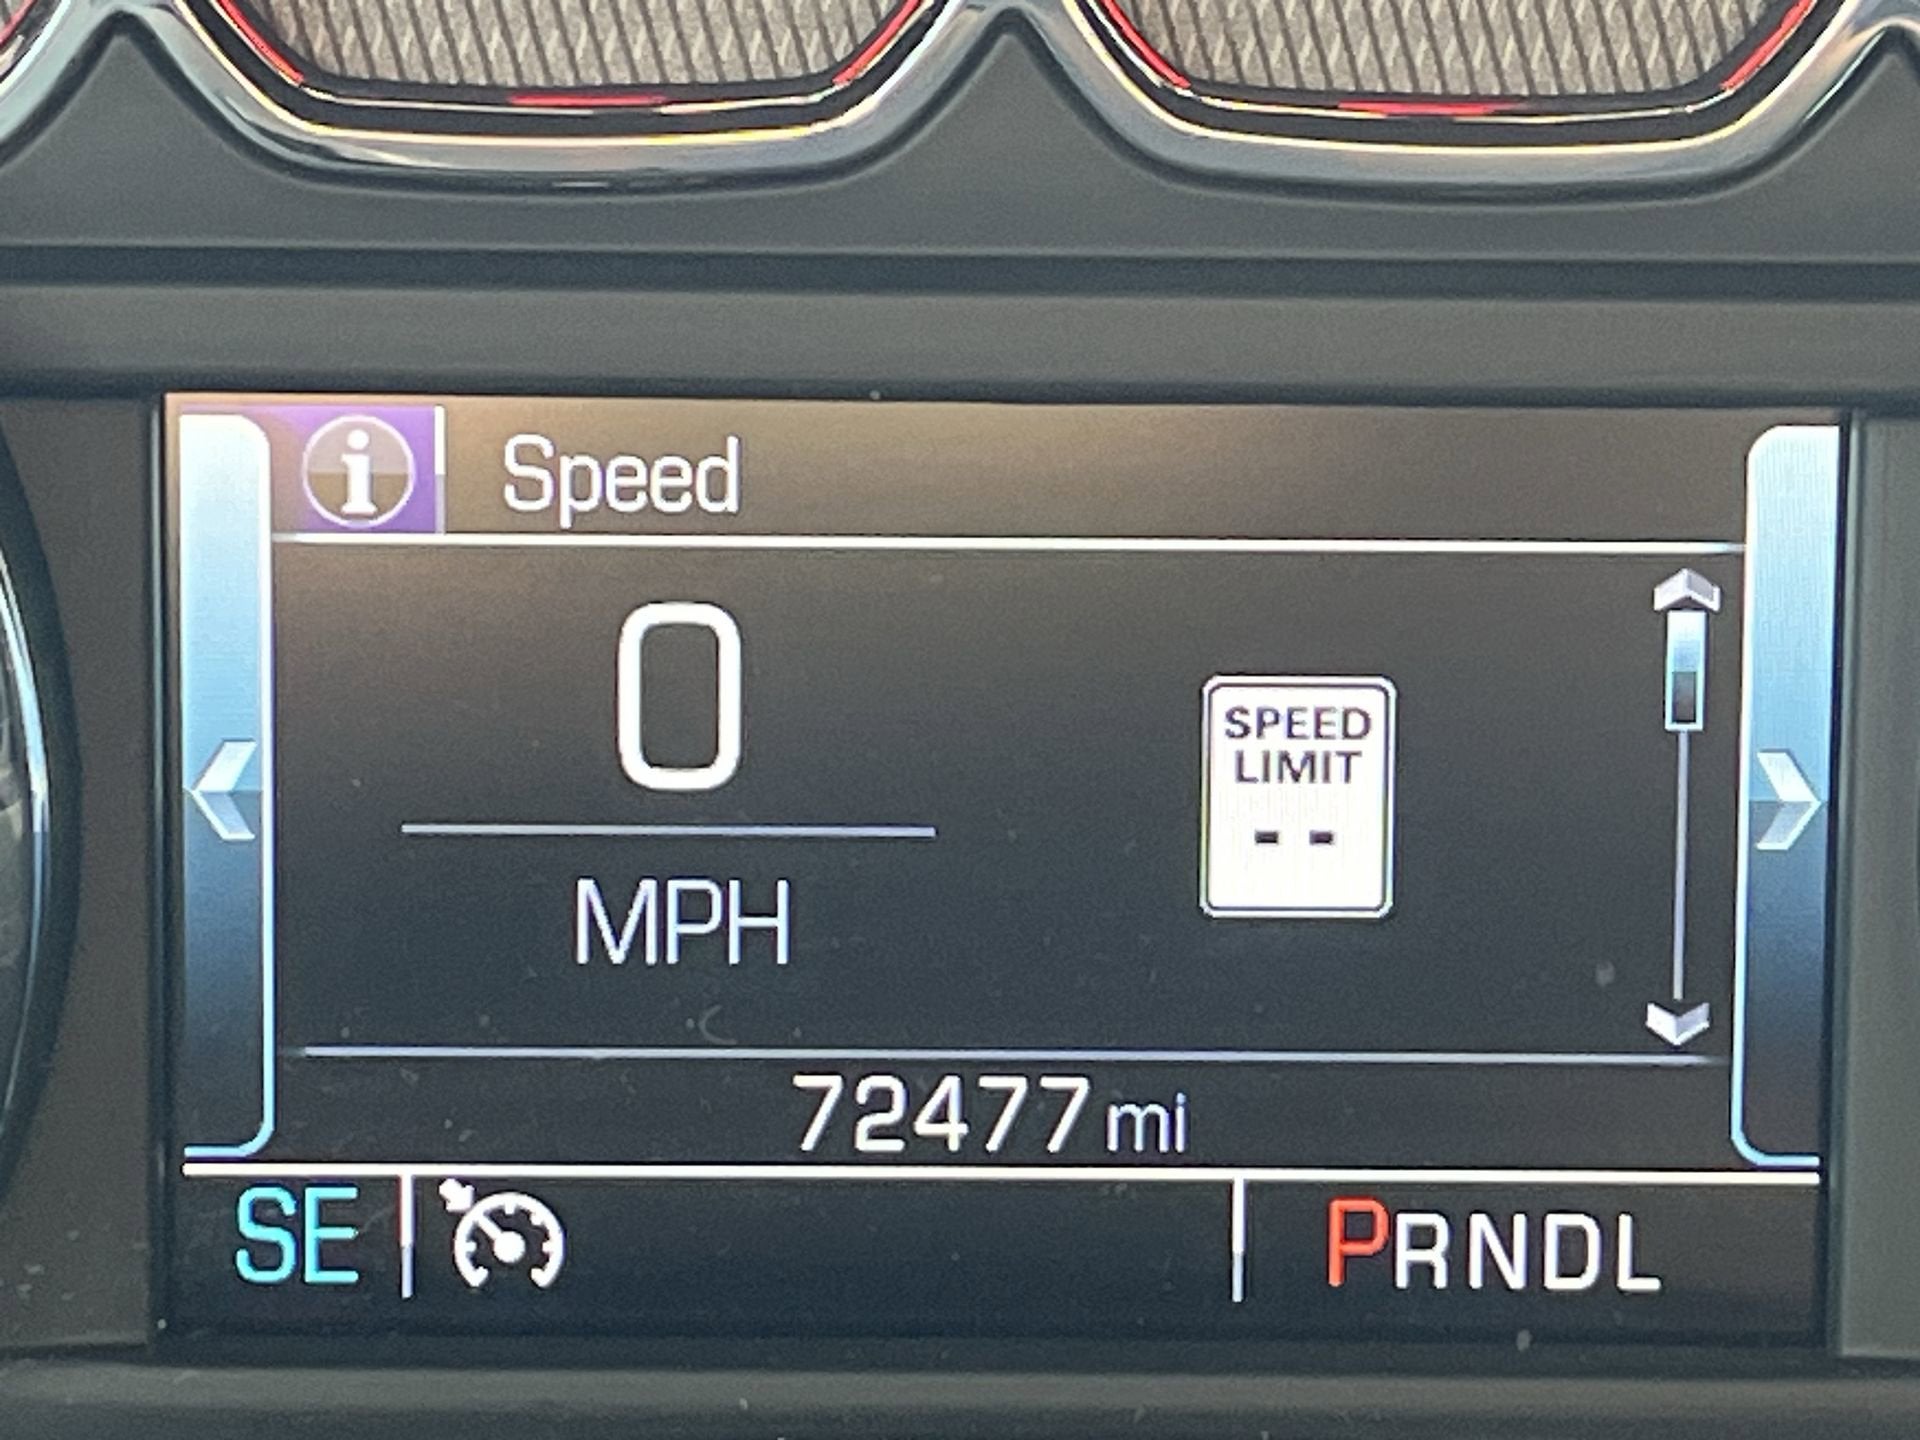 i Speed
0
MPH
SPEED
LIMIT
- -
72477 mi
SE
PRNDL